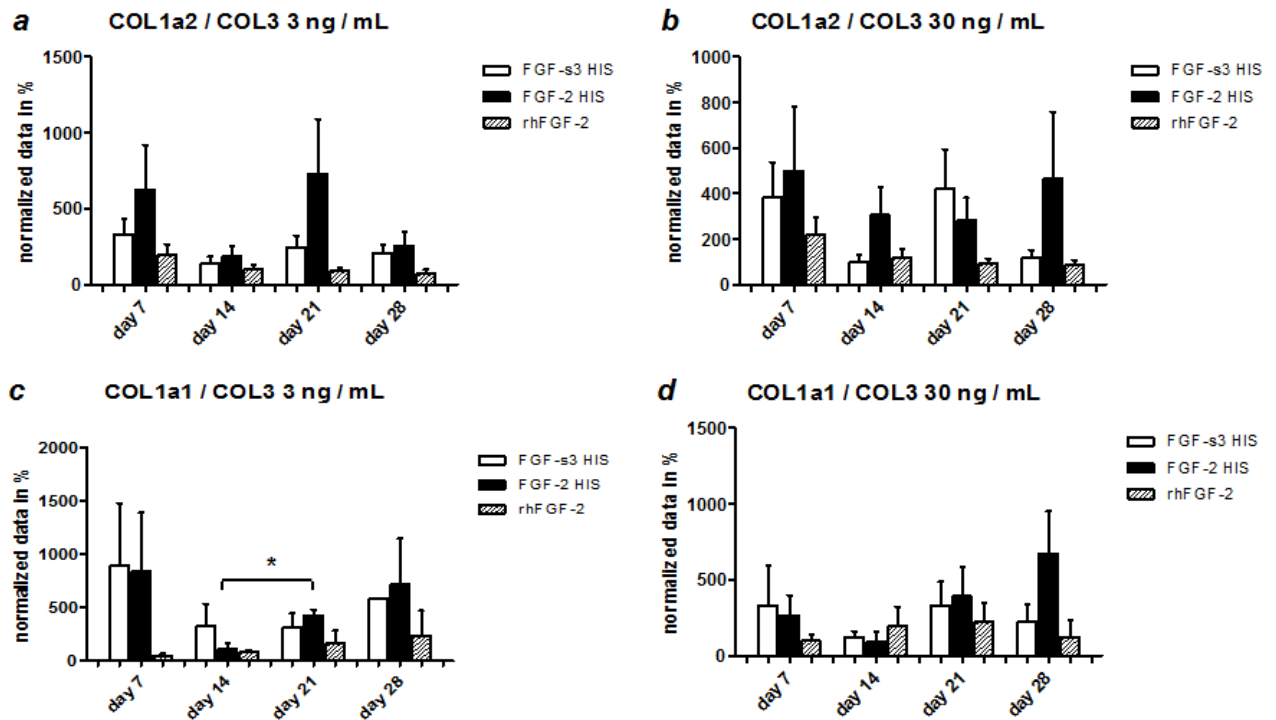 a COL1a2 / COL3 3 ng / mL
normalized data in %
1500
1000
500
0
day 7
day 14
day 21
day 28
FGF-s3 HIS
FGF-2 HIS
rhFGF-2
b COL1a2 / COL3 30 ng / mL
normalized data in %
1000
800
600
400
200
0
day 7
day 14
day 21
day 28
FGF-s3 HIS
FGF-2 HIS
rhFGF-2
c COL1a1 / COL3 3 ng / mL
normalized data in %
2000
1500
1000
500
0
*
day 7
day 14
day 21
day 28
FGF-s3 HIS
FGF-2 HIS
rhFGF-2
d COL1a1 / COL3 30 ng / mL
normalized data in %
1500
1000
500
0
day 7
day 14
day 21
day 28
FGF-s3 HIS
FGF-2 HIS
rhFGF-2